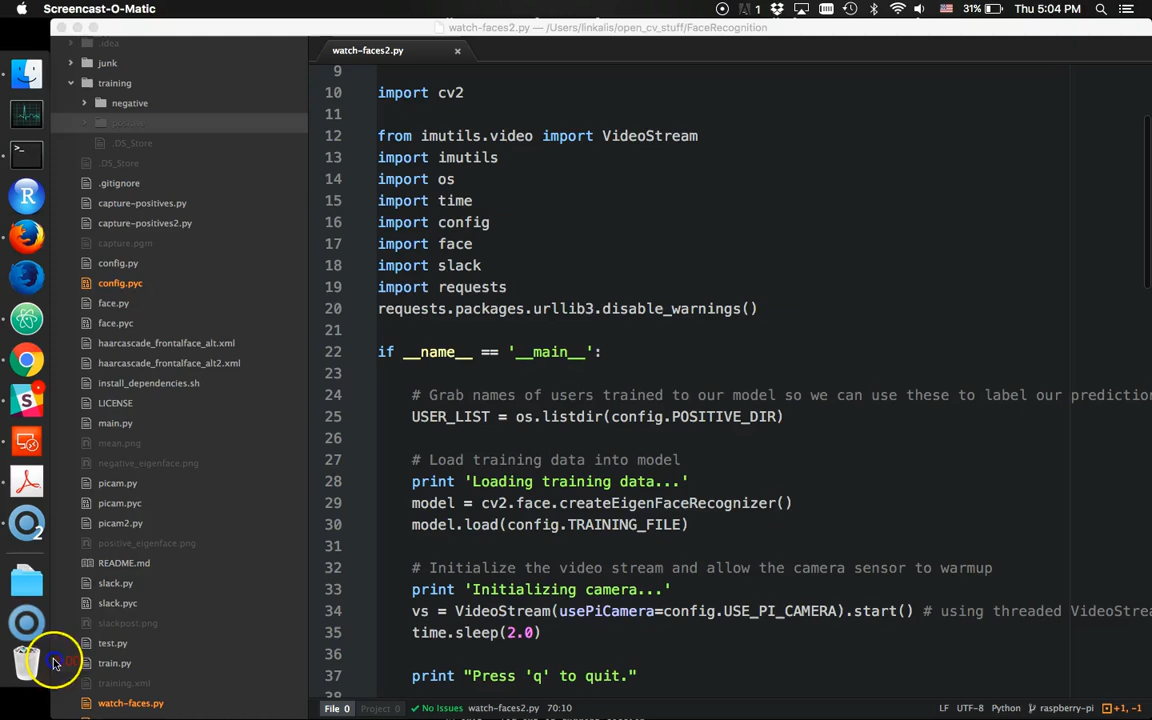 Screencast-O-Matic
1
31%
Thu 5:04 PM
watch-faces2.py — /Users/linkalis/open_cv_stuff/FaceRecognition
.idea
junk
training
negative
.DS_Store
.DS_Store
.gitignore
capture-positives.py
capture-positives2.py
capture.pgm
config.py
config.pyc
face.py
face.pyc
haarcascade_frontalface_alt.xml
haarcascade_frontalface_alt2.xml
install_dependencies.sh
LICENSE
main.py
mean.png
negative_eigenface.png
picam.py
picam.pyc
picam2.py
positive_eigenface.png
README.md
slack.py
slack.pyc
slackpost.png
test.py
train.py
training.xml
watch-faces.py
watch-faces2.py
9
10 import cv2
11
12 from imutils.video import VideoStream
13 import imutils
14 import os
15 import time
16 import config
17 import face
18 import slack
19 import requests
20 requests.packages.urllib3.disable_warnings()
21
22 if __name__ == '__main__':
23
24 # Grab names of users trained to our model so we can use these to label our prediction
25 USER_LIST = os.listdir(config.POSITIVE_DIR)
26
27 # Load training data into model
28 print 'Loading training data...'
29 model = cv2.face.createEigenFaceRecognizer()
30 model.load(config.TRAINING_FILE)
31
32 # Initialize the video stream and allow the camera sensor to warmup
33 print 'Initializing camera...'
34 vs = VideoStream(usePiCamera=config.USE_PI_CAMERA).start() # using threaded VideoStrea
35 time.sleep(2.0)
36
37 print "Press 'q' to quit."
38
File 0 Project 0 No Issues watch-faces2.py 70:10
LF UTF-8 Python raspberry-pi +1, -1